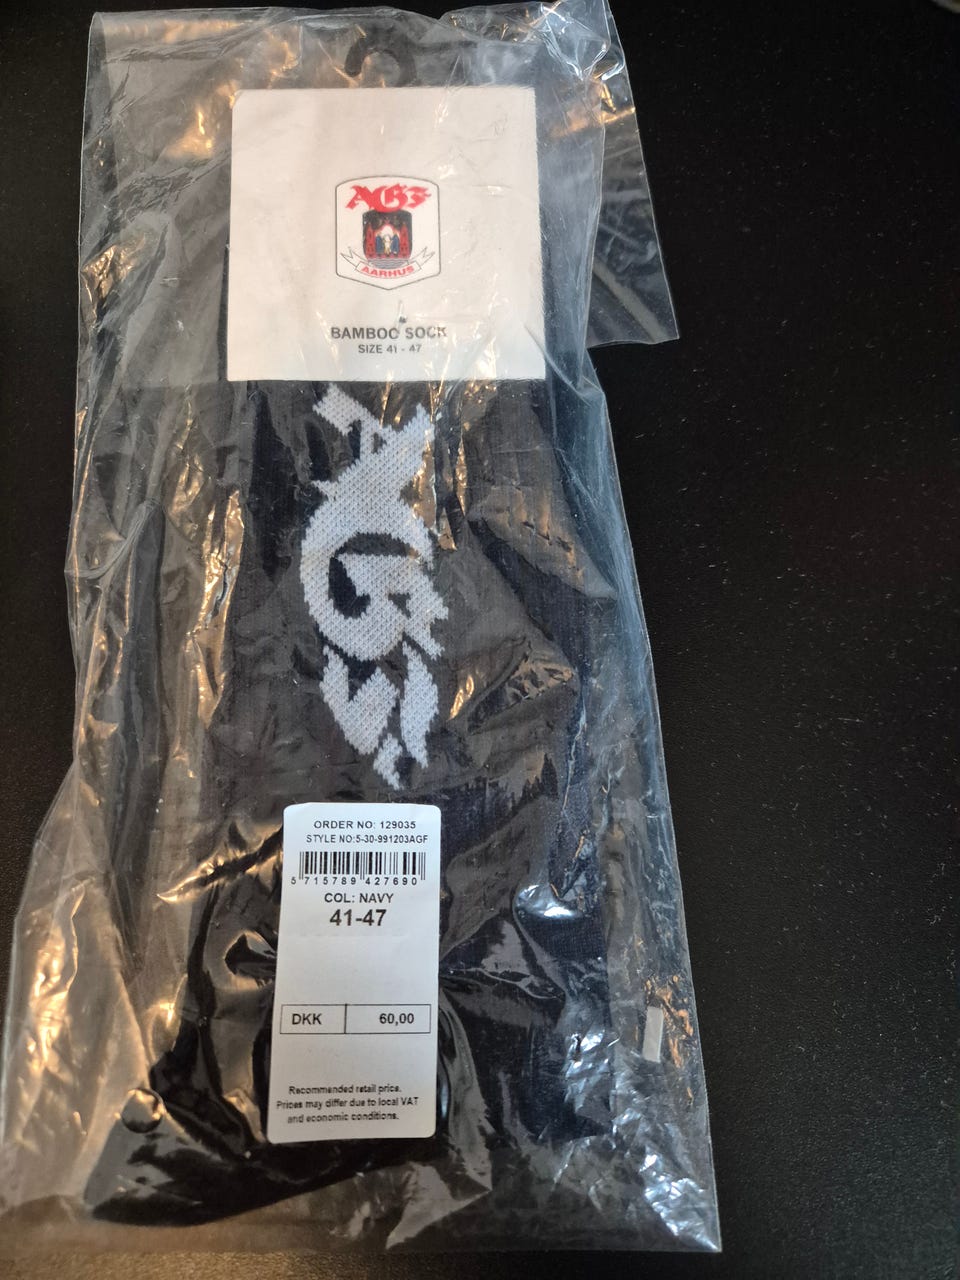 AGF
AARHUS
BAMBOO SOCK
SIZE 41 - 47
AGF
ORDER NO: 129035
STYLE NO:5-30-991203AGF
5 715789 427690
COL: NAVY
41-47
DKK 60,00
Recommended retail price.
Prices may differ due to local VAT
and economic conditions.